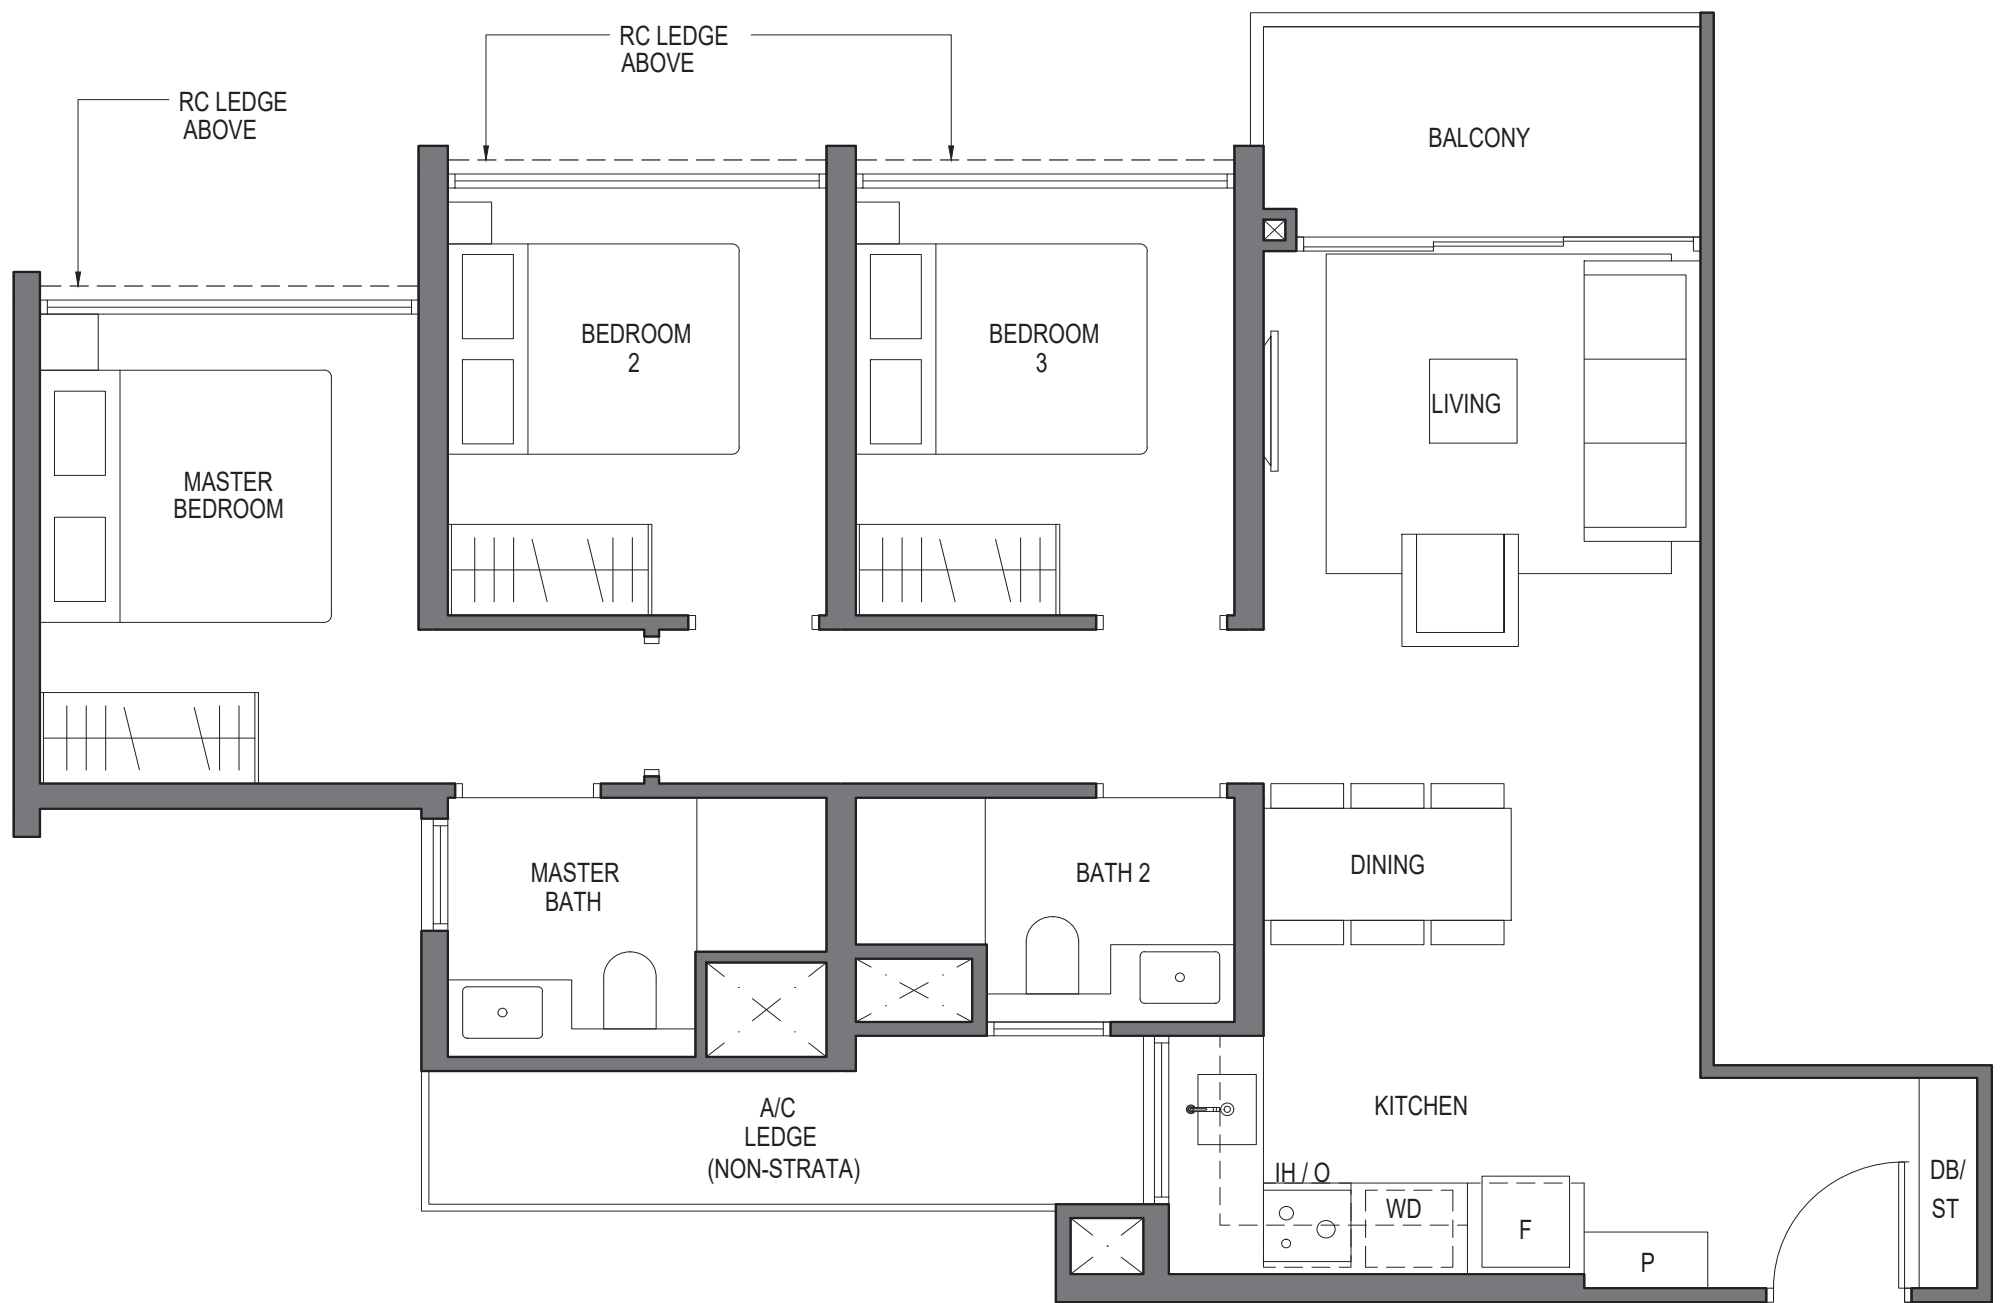 RC LEDGE
ABOVE
RC LEDGE
ABOVE
BALCONY
BEDROOM
2
BEDROOM
3
LIVING
MASTER
BEDROOM
MASTER
BATH
BATH 2
DINING
A/C
LEDGE
(NON-STRATA)
KITCHEN
IH / O
WD
F
P
DB/
ST